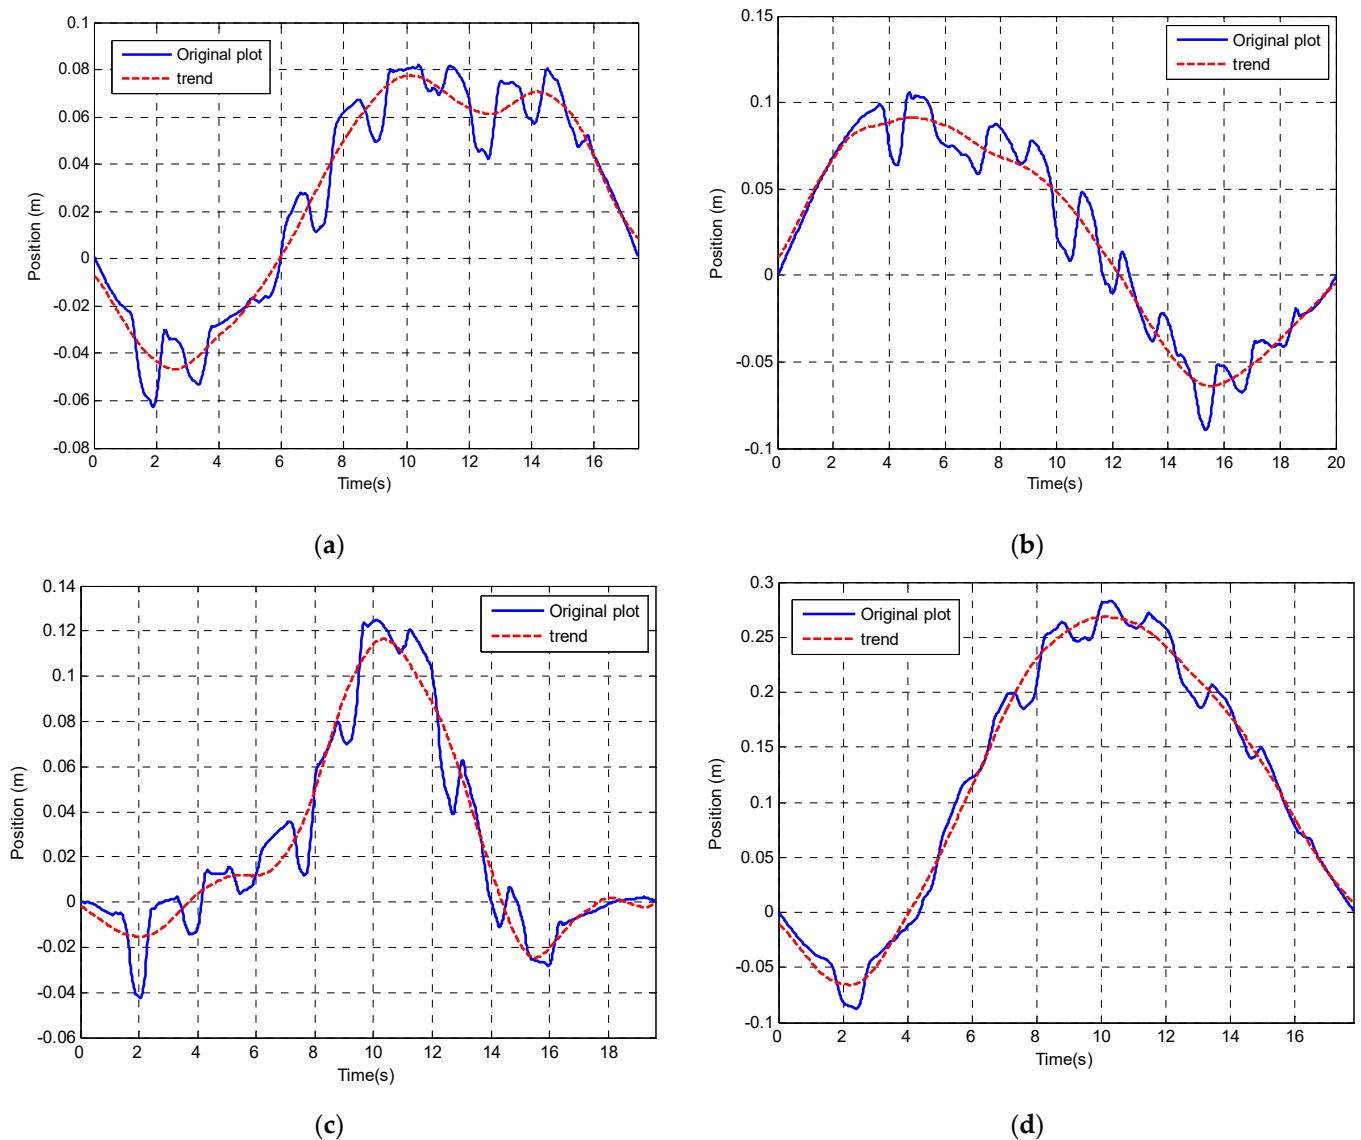 0.1
0.08
0.06
0.04
0.02
0
-0.02
-0.04
-0.06
-0.08
Position (m)
Original plot
trend
0 2 4 6 8 10 12 14 16
Time(s)
(a)
0.15
0.1
0.05
0
-0.05
-0.1
Position (m)
Original plot
trend
0 2 4 6 8 10 12 14 16 18 20
Time(s)
(b)
0.14
0.12
0.1
0.08
0.06
0.04
0.02
0
-0.02
-0.04
-0.06
Position (m)
Original plot
trend
0 2 4 6 8 10 12 14 16 18
Time(s)
(c)
0.3
0.25
0.2
0.15
0.1
0.05
0
-0.05
-0.1
Position (m)
Original plot
trend
0 2 4 6 8 10 12 14 16
Time(s)
(d)